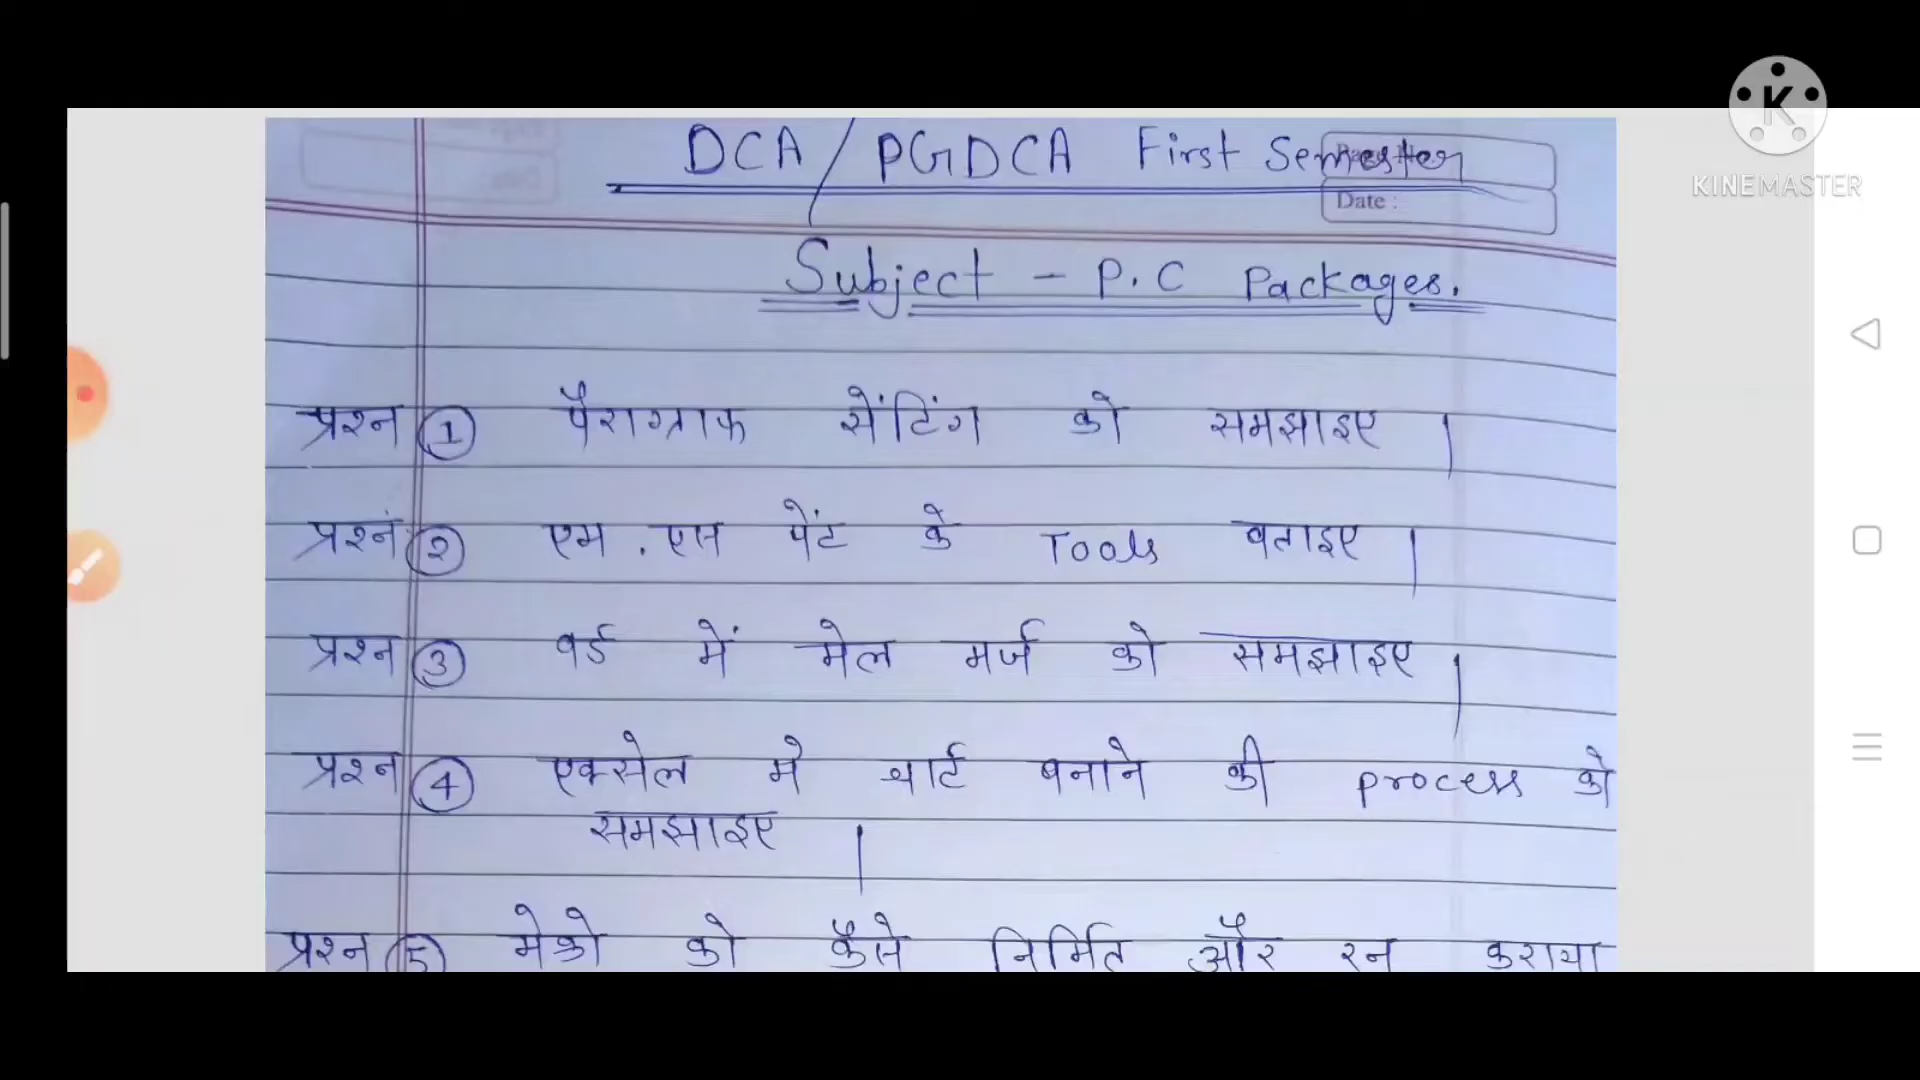 DCA / PGDCA First Semester
Date :
Subject - P.C Packages.
प्रश्न 1 पैराग्राफ सेंटिंग को समझाइए |
प्रश्न 2 एम . एस पेंट के Tools बताइए |
प्रश्न 3 वर्ड में मेल मर्ज को समझाइए |
प्रश्न 4 एक्सेल मे चार्ट बनाने की process को
समझाइए |
प्रश्न 5 मेक्रो को कैसे निर्मित और रन कराया
KINEMASTER